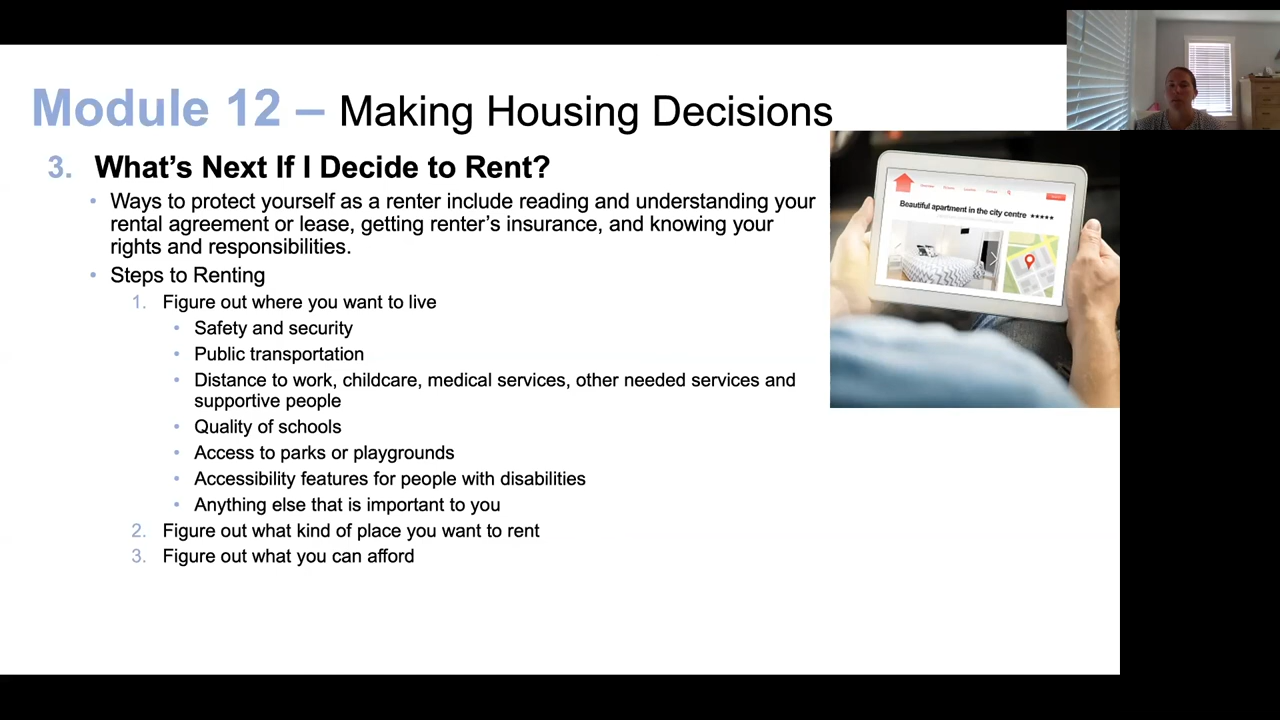 Module 12 – Making Housing Decisions
3. What's Next If I Decide to Rent?
• Ways to protect yourself as a renter include reading and understanding your
rental agreement or lease, getting renter's insurance, and knowing your
rights and responsibilities.
• Steps to Renting
1. Figure out where you want to live
• Safety and security
• Public transportation
• Distance to work, childcare, medical services, other needed services and
supportive people
• Quality of schools
• Access to parks or playgrounds
• Accessibility features for people with disabilities
• Anything else that is important to you
2. Figure out what kind of place you want to rent
3. Figure out what you can afford
Beautiful apartment in the city centre ★★★★★